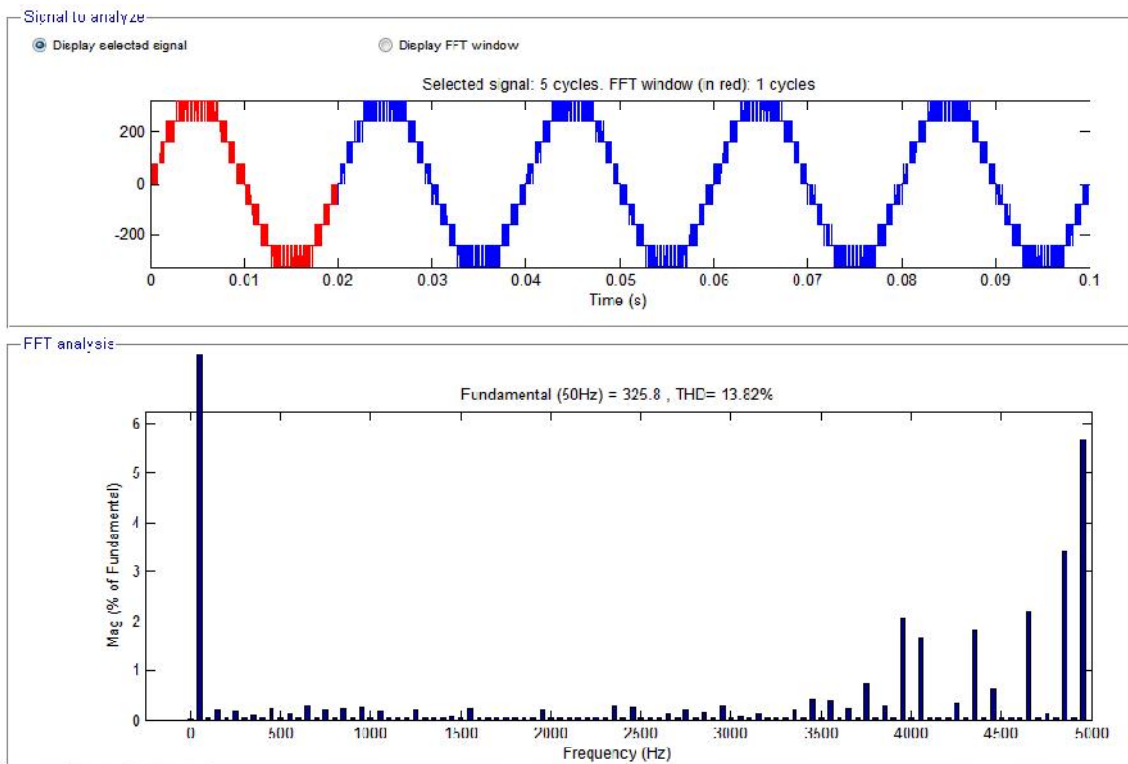 Signal to analyze
Display selected signal
Display FFT window
Selected signal: 5 cycles. FFT window (in red): 1 cycles
200
0
-200
0 0.01 0.02 0.03 0.04 0.05 0.06 0.07 0.08 0.09 0.1
Time (s)
FFT analysis
Fundamental (50Hz) = 325.8 , THD= 13.82%
6
5
4
3
2
1
0
Mag (% of Fundamental)
0 500 1000 1500 2000 2500 3000 3500 4000 4500 5000
Frequency (Hz)